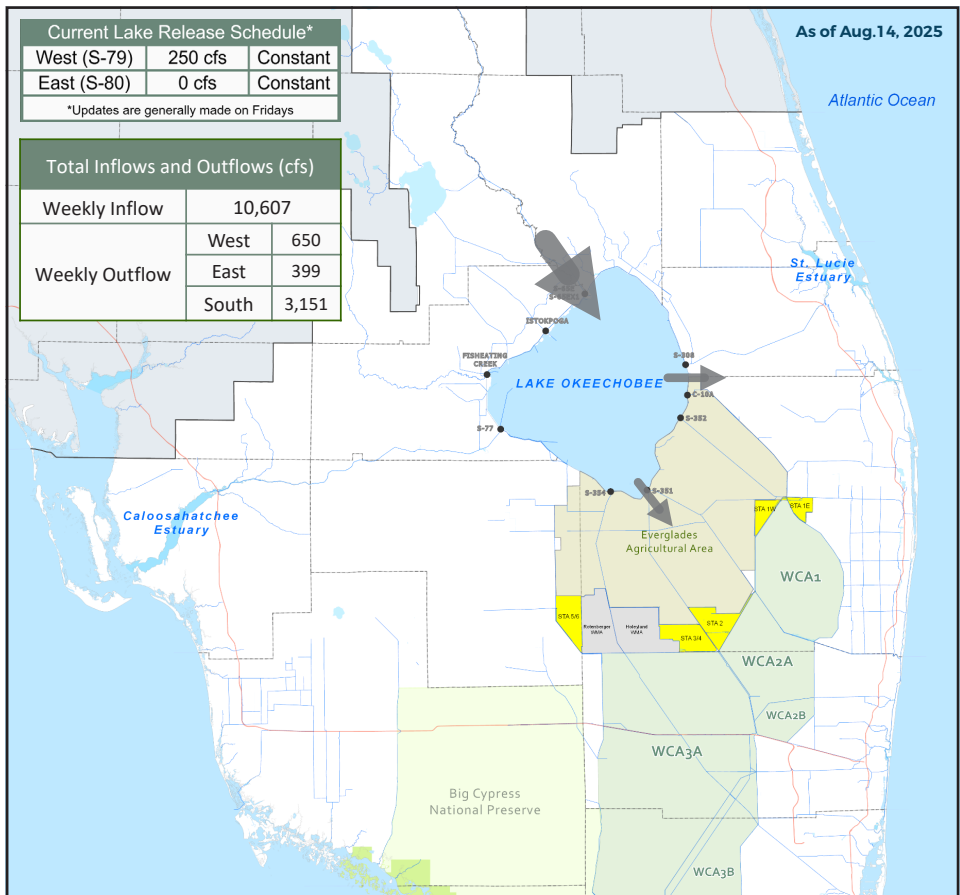 Current Lake Release Schedule*
West (S-79) 250 cfs Constant
East (S-80) 0 cfs Constant
*Updates are generally made on Fridays
As of Aug.14, 2025
Atlantic Ocean
Total Inflows and Outflows (cfs)
Weekly Inflow 10,607
Weekly Outflow
West 650
East 399
South 3,151
St. Lucie
Estuary
ISTOKPOGA
FISHEATING
CREEK
S-308
LAKE OKEECHOBEE
C-10A
S-352
S-77
S-354
S-351
Caloosahatchee
Estuary
Everglades
Agricultural Area
STA 1W
STA 1E
WCA1
STA 5/6
Rotenberger
WMA
Holeyland
WMA
STA 2
STA 3/4
WCA2A
WCA2B
WCA3A
Big Cypress
National Preserve
WCA3B